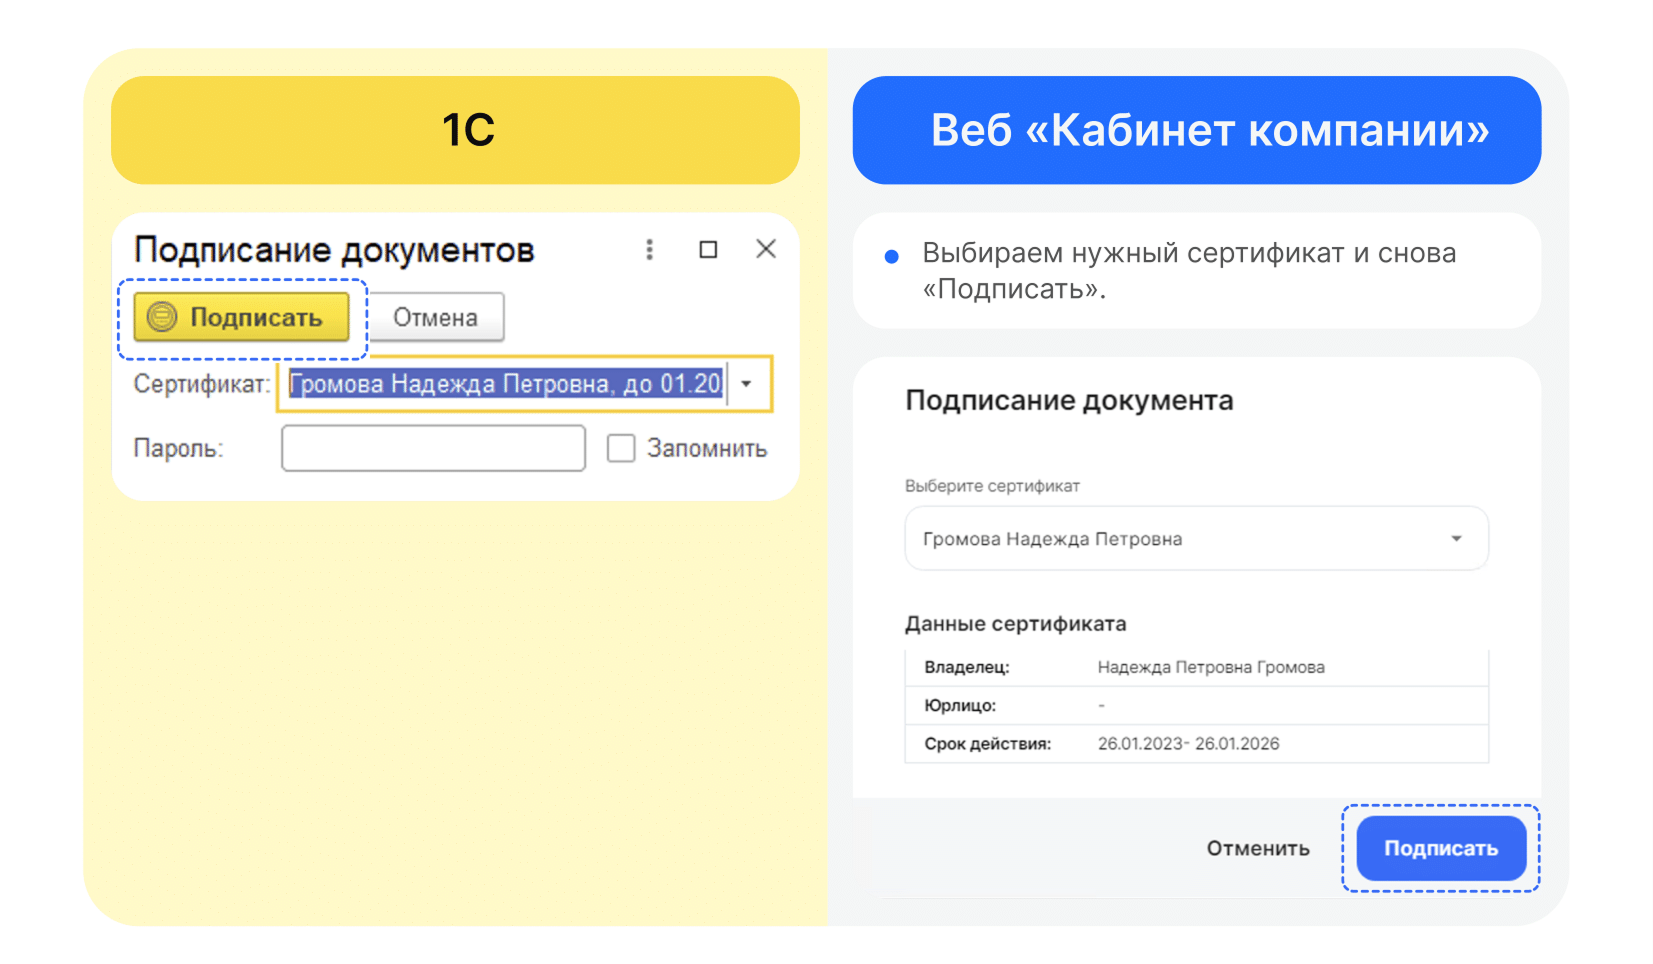 1С
Подписание документов
Подписать
Отмена
Сертификат:
Громова Надежда Петровна, до 01.20
Пароль:
Запомнить
Веб «Кабинет компании»
Выбираем нужный сертификат и снова
«Подписать».
Подписание документа
Выберите сертификат
Громова Надежда Петровна
Данные сертификата
Владелец: Надежда Петровна Громова
Юрлицо: -
Срок действия: 26.01.2023- 26.01.2026
Отменить
Подписать